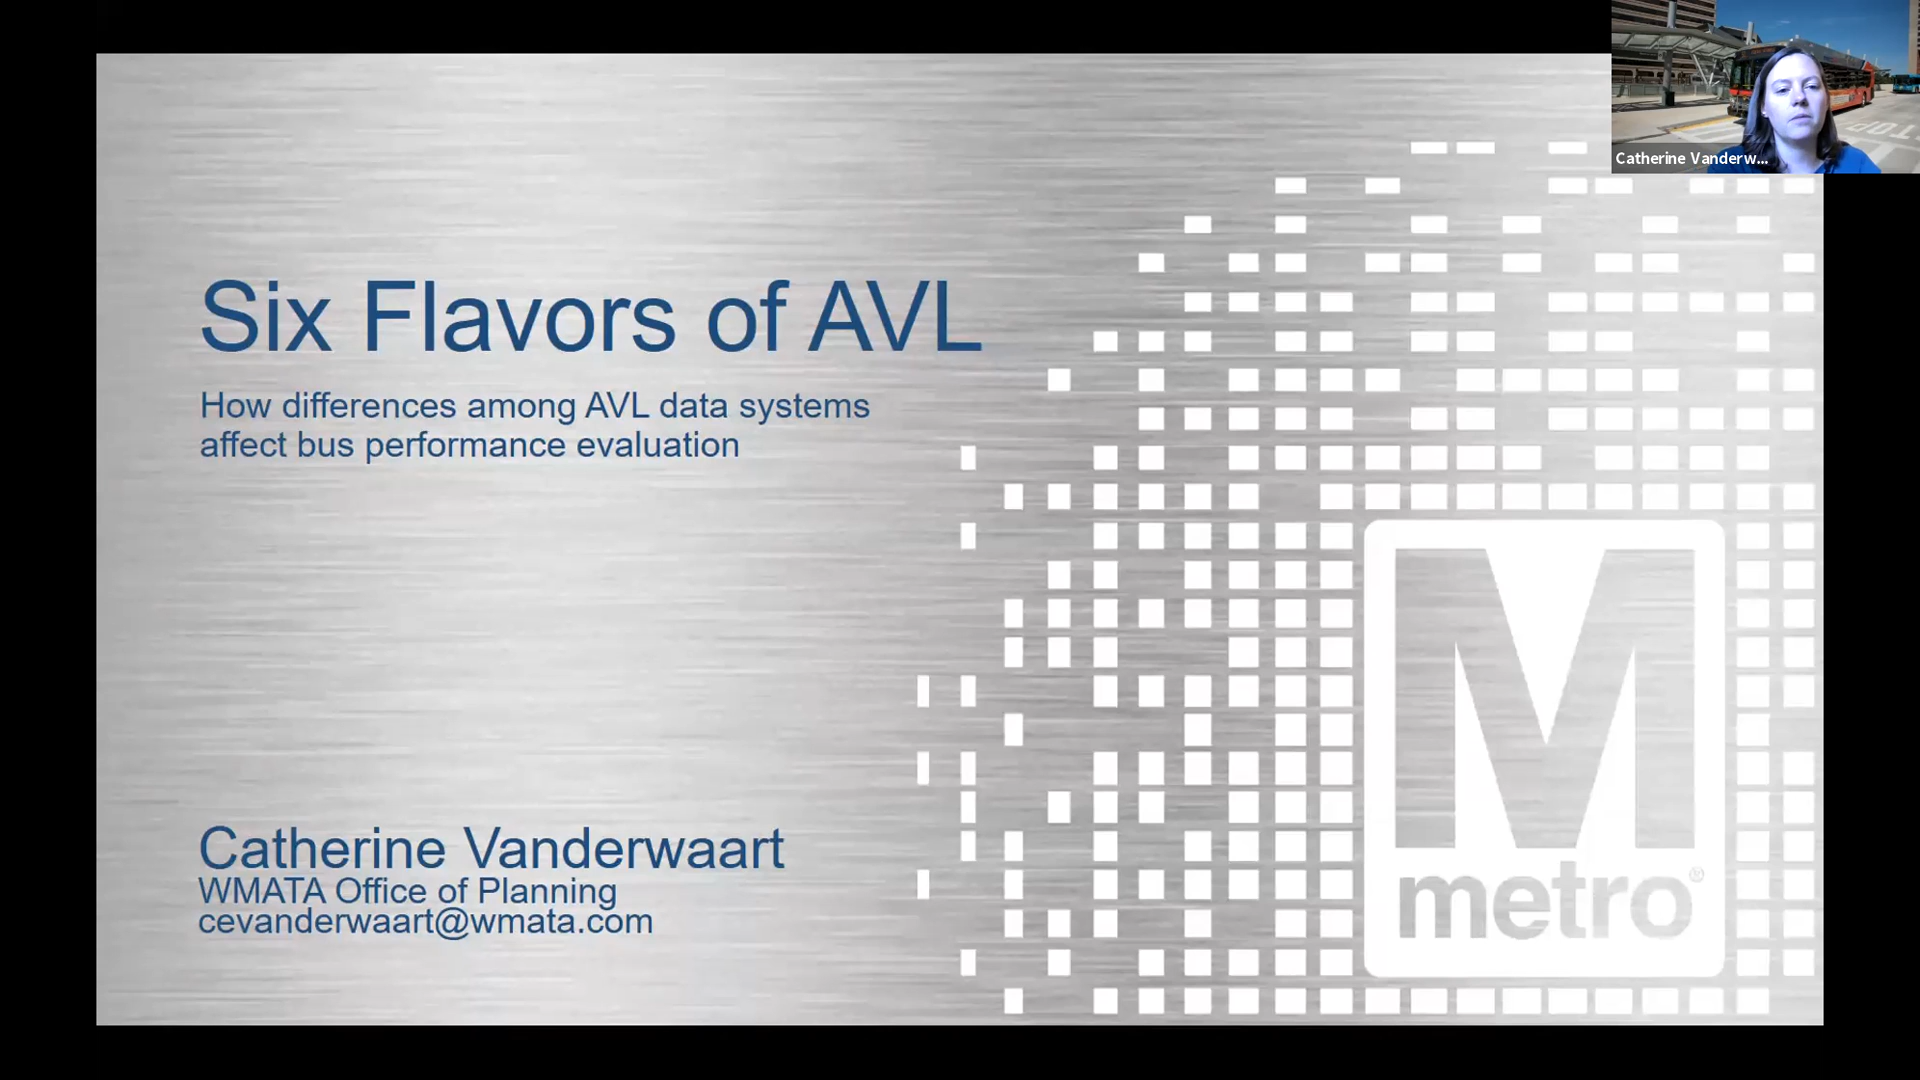 Catherine Vanderw...
Six Flavors of AVL
How differences among AVL data systems
affect bus performance evaluation
Catherine Vanderwaart
WMATA Office of Planning
cevanderwaart@wmata.com
M
metro®